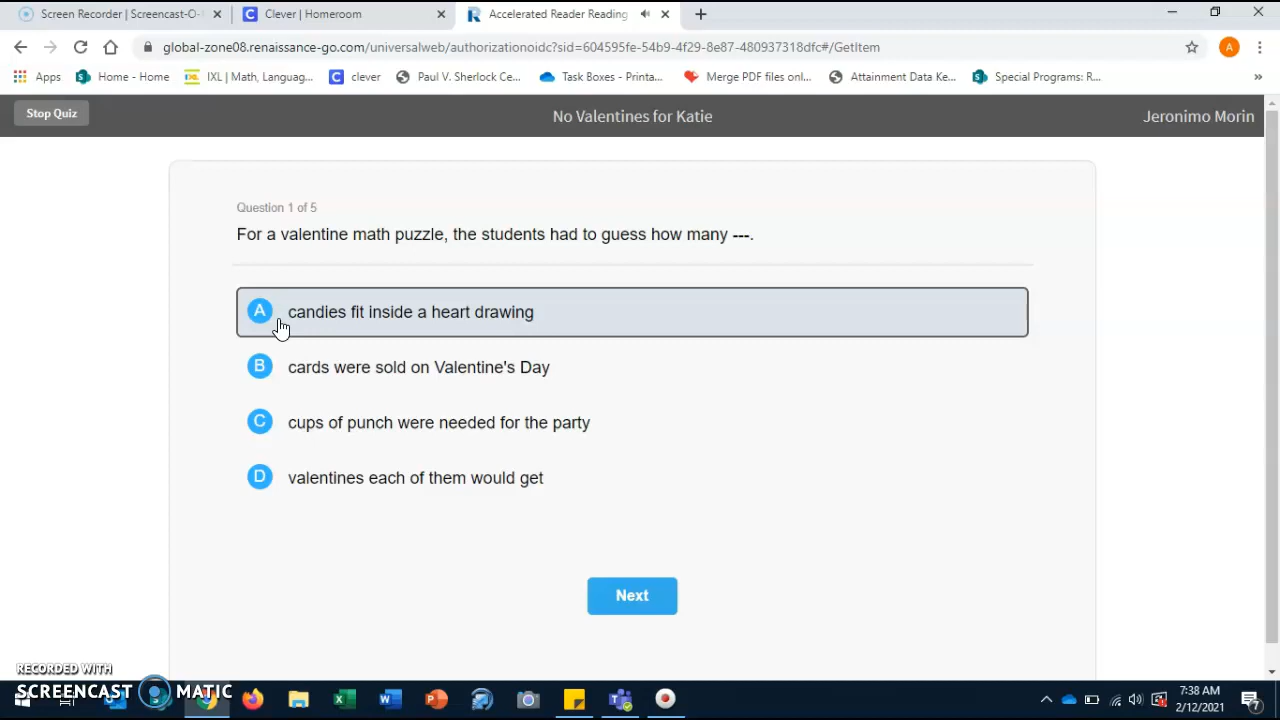 Screen Recorder | Screencast-O-
Clever | Homeroom
Accelerated Reader Reading
global-zone08.renaissance-go.com/universalweb/authorizationoidc?sid=604595fe-54b9-4f29-8e87-480937318dfc#/GetItem
A
Apps
Home - Home
IXL | Math, Languag...
clever
Paul V. Sherlock Ce...
Task Boxes - Printa...
Merge PDF files onl...
Attainment Data Ke...
Special Programs: R...
»
Stop Quiz
No Valentines for Katie
Jeronimo Morin
Question 1 of 5
For a valentine math puzzle, the students had to guess how many ---.
A candies fit inside a heart drawing
B cards were sold on Valentine's Day
C cups of punch were needed for the party
D valentines each of them would get
Next
RECORDED WITH
SCREENCAST MATIC
7:38 AM
2/12/2021
7